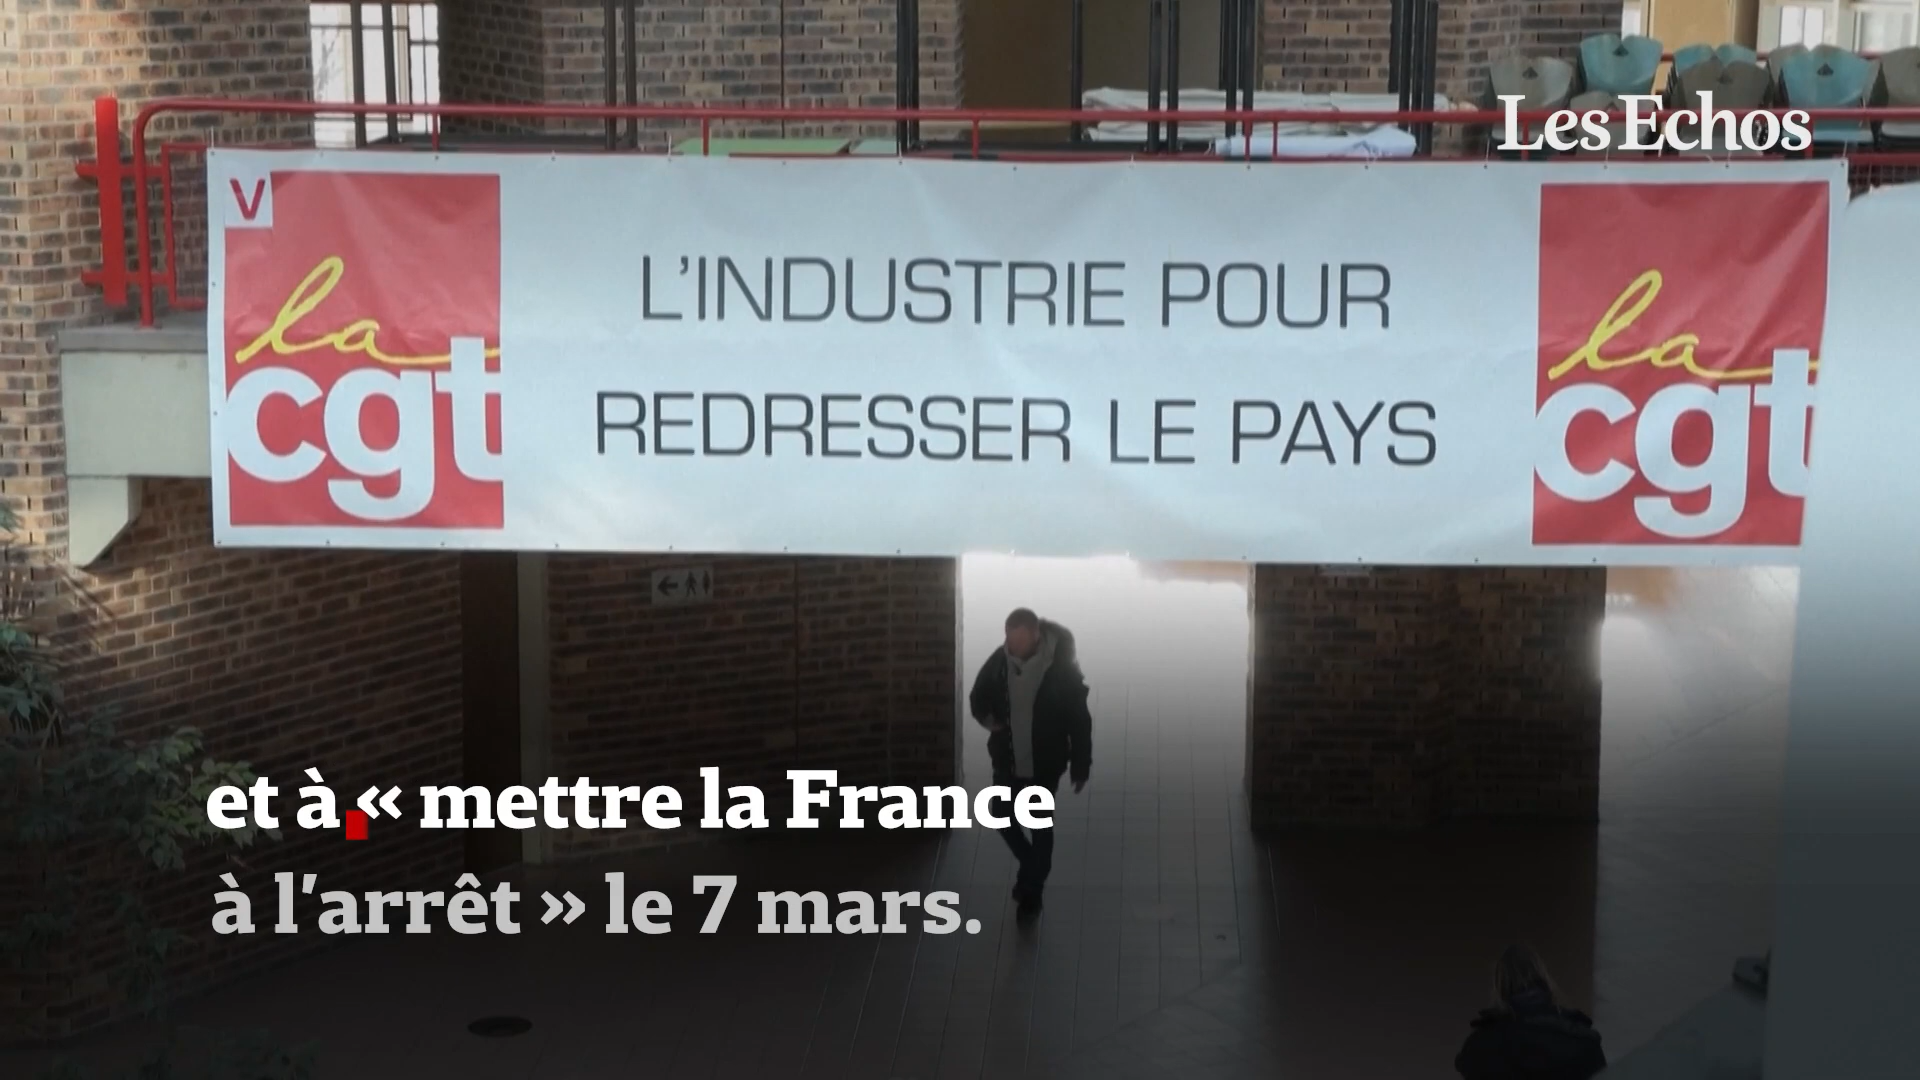 Les Echos
V
la
cgt
L'INDUSTRIE POUR
REDRESSER LE PAYS
la
cgt
et à « mettre la France
à l'arrêt » le 7 mars.